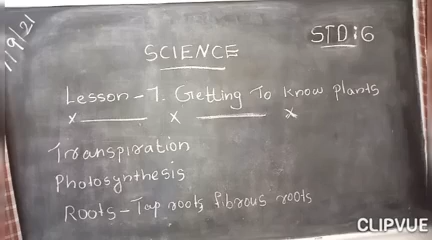 1/9/21
STD:6
SCIENCE
Lesson - 7. Getting To know plants
x x x
Transpiration
Photosynthesis
Roots - Tap roots, fibrous roots
CLIPVUE